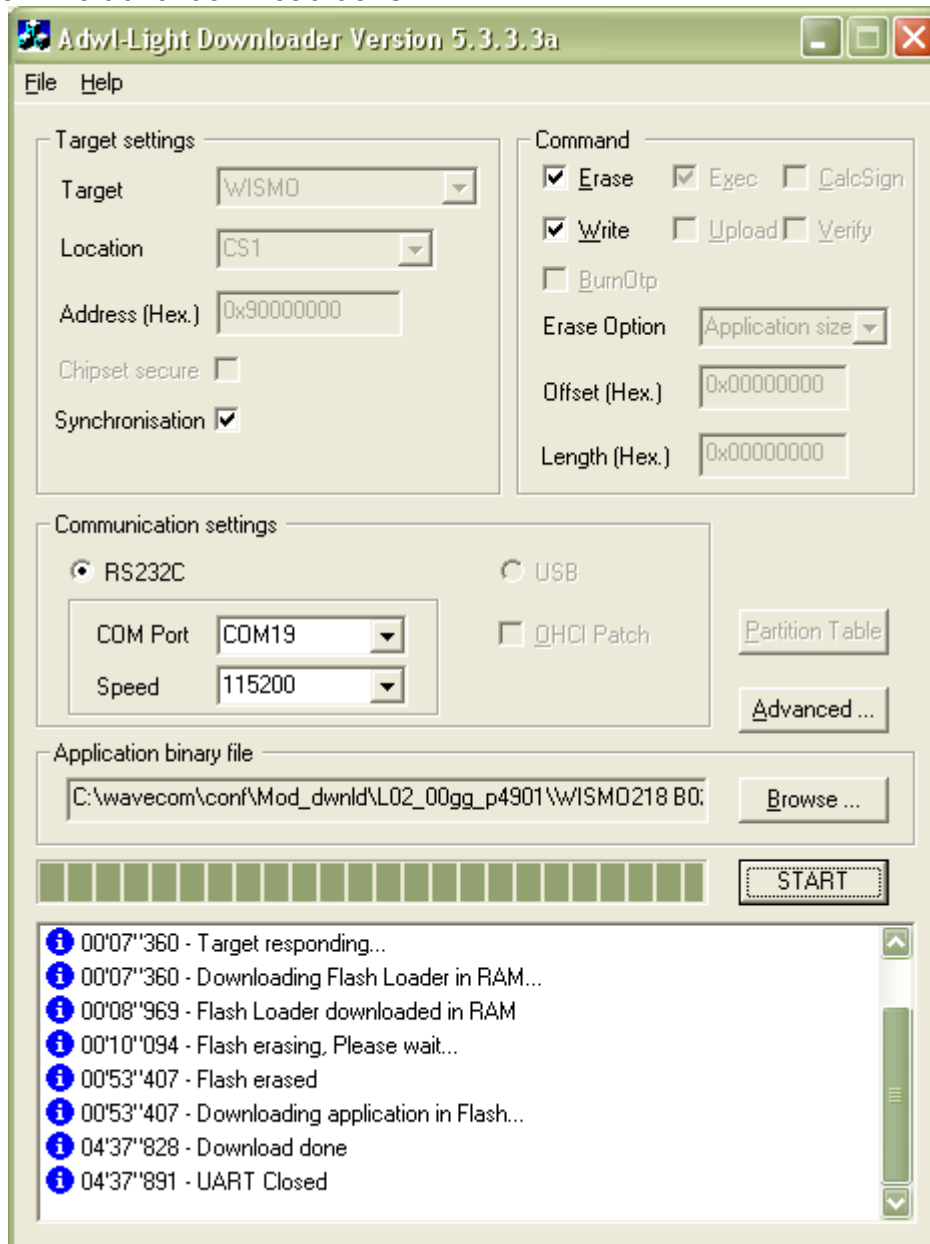 Adwl-Light Downloader Version 5.3.3.3a
File Help
Target settings
Target WISMO
Location CS1
Address (Hex.) 0x90000000
Chipset secure
Synchronisation
Command
Erase Exec CalcSign
Write Upload Verify
BurnOtp
Erase Option Application size
Offset (Hex.) 0x00000000
Length (Hex.) 0x00000000
Communication settings
RS232C USB
COM Port COM19 OHCI Patch
Speed 115200
Partition Table
Advanced ...
Application binary file
C:\wavecom\conf\Mod_dwnld\L02_00gg_p4901\WISMO218
Browse ...
START
00'07"360 - Target responding...
00'07"360 - Downloading Flash Loader in RAM...
00'08"969 - Flash Loader downloaded in RAM
00'10"094 - Flash erasing, Please wait...
00'53"407 - Flash erased
00'53"407 - Downloading application in Flash...
04'37"828 - Download done
04'37"891 - UART Closed